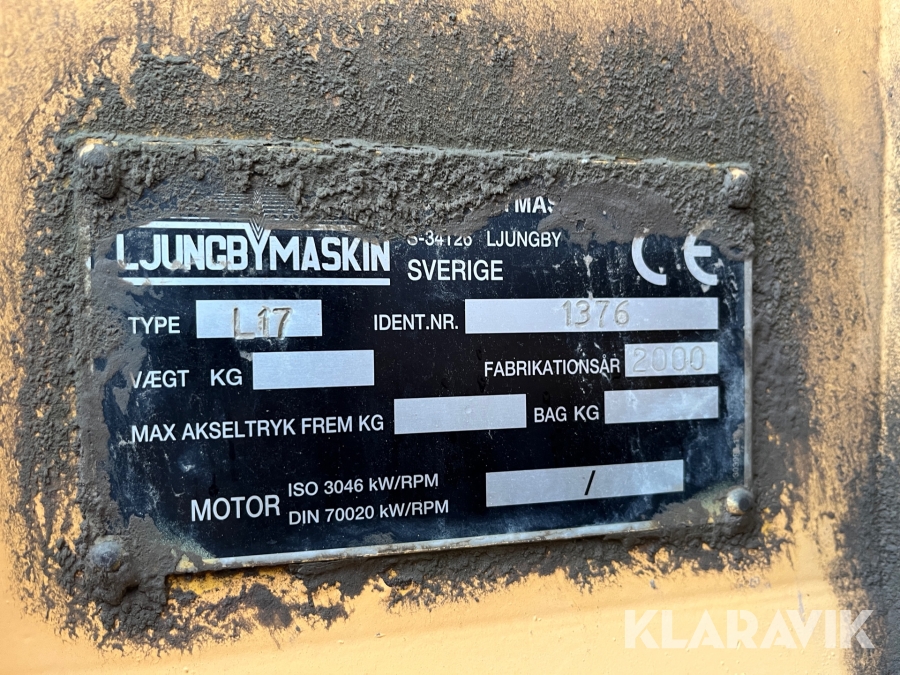 LJUNGBYMASKIN
S-34126 LJUNGBY
SVERIGE
CE
TYPE L17 IDENT.NR. 1376
VÆGT KG FABRIKATIONSÅR 2000
MAX AKSELTRYK FREM KG BAG KG
MOTOR ISO 3046 kW/RPM /
DIN 70020 kW/RPM
KLARAVIK